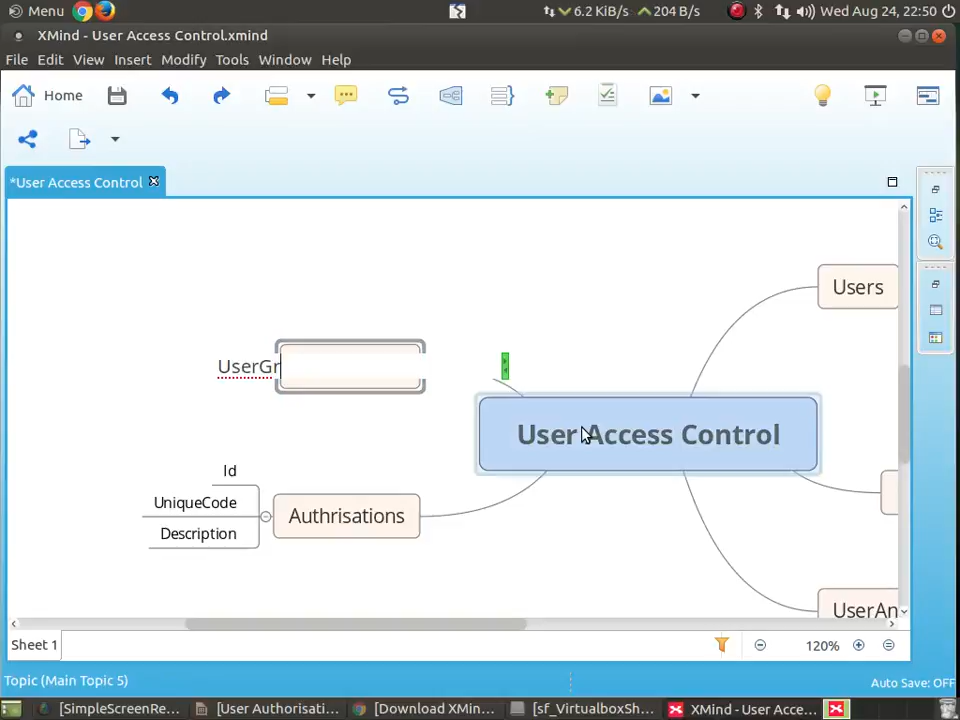 Menu 6.2 KiB/s 204 B/s Wed Aug 24, 22:50
XMind - User Access Control.xmind
File Edit View Insert Modify Tools Window Help
Home
*User Access Control
Users
UserGr
User Access Control
Id
UniqueCode
Authrisations
Description
UserAn
Sheet 1
120%
Topic (Main Topic 5)
Auto Save: OFF
[SimpleScreenRe... [User Authorisati... [Download XMin... [sf_VirtualboxSh... XMind - User Acce...